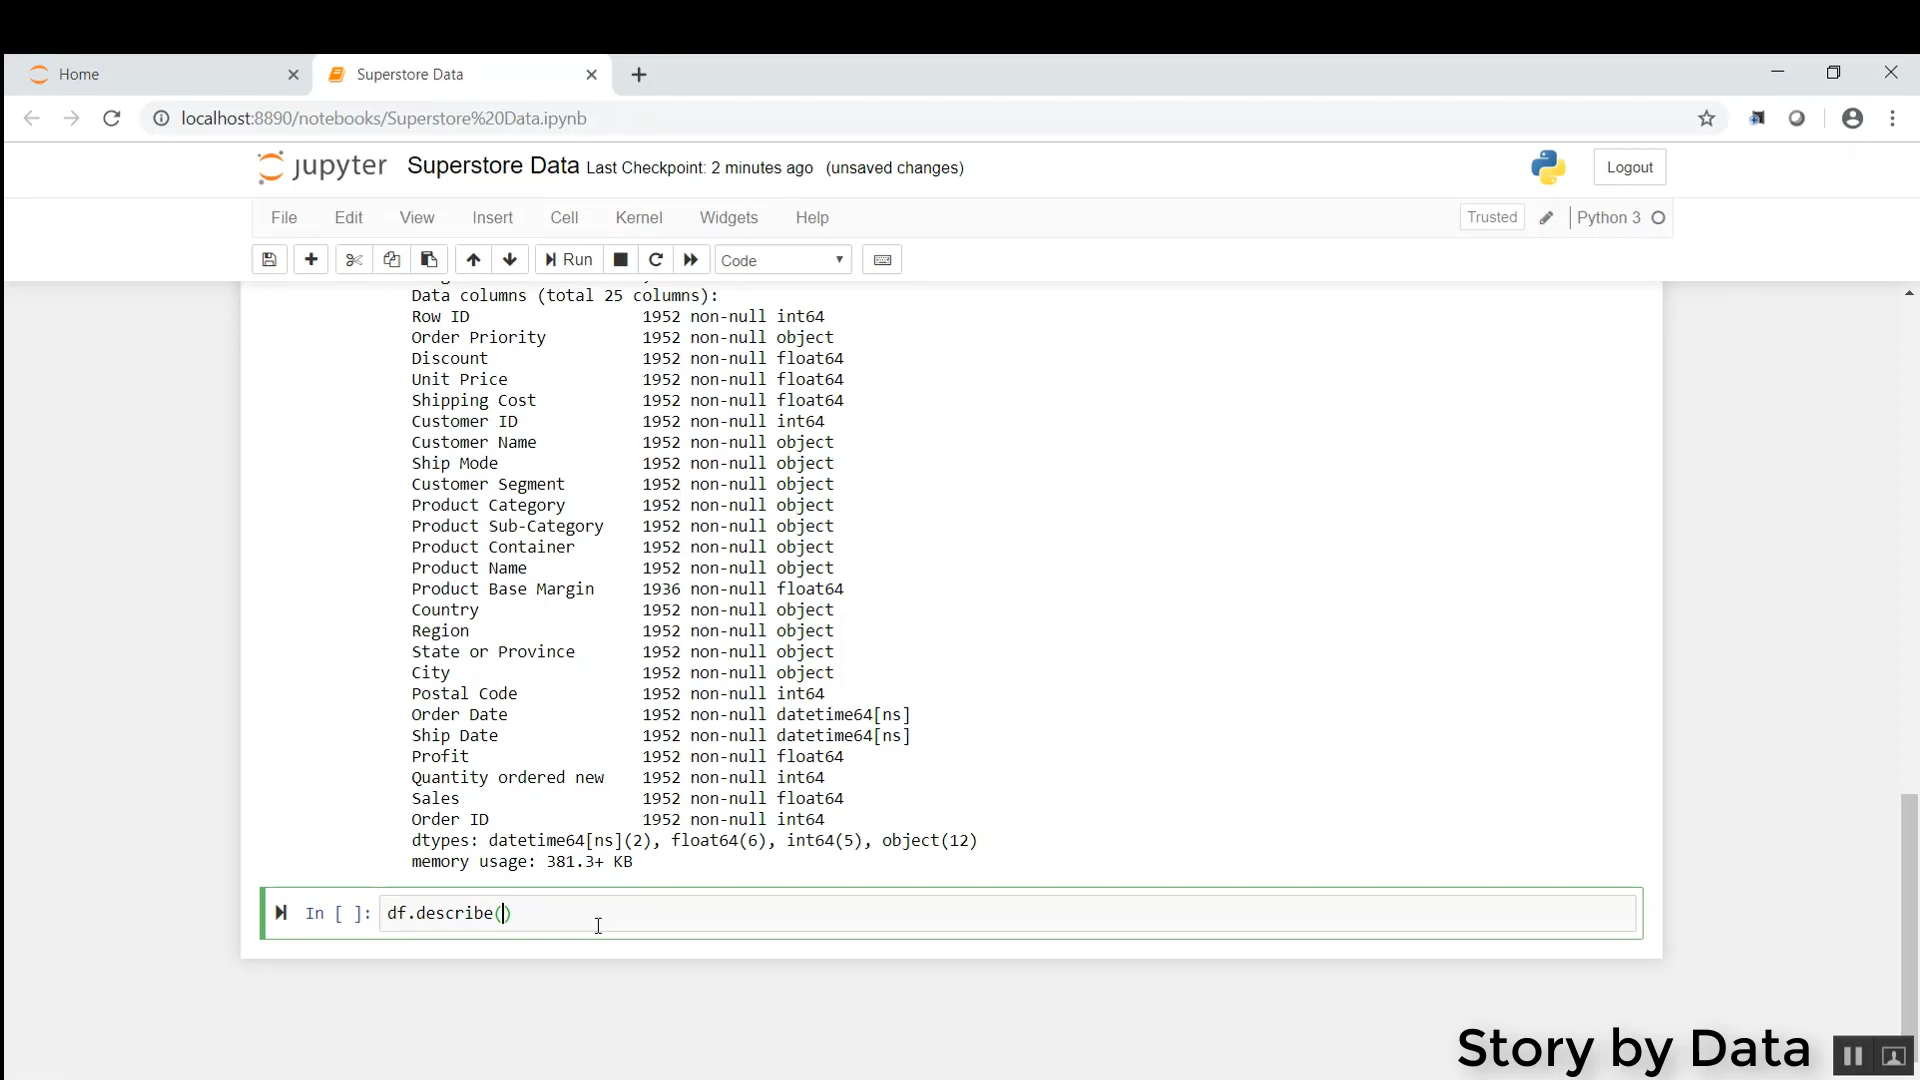 Home
Superstore Data
localhost:8890/notebooks/Superstore%20Data.ipynb
jupyter Superstore Data Last Checkpoint: 2 minutes ago (unsaved changes)
Logout
File Edit View Insert Cell Kernel Widgets Help
Trusted Python 3
Run Code
Data columns (total 25 columns):
Row ID 1952 non-null int64
Order Priority 1952 non-null object
Discount 1952 non-null float64
Unit Price 1952 non-null float64
Shipping Cost 1952 non-null float64
Customer ID 1952 non-null int64
Customer Name 1952 non-null object
Ship Mode 1952 non-null object
Customer Segment 1952 non-null object
Product Category 1952 non-null object
Product Sub-Category 1952 non-null object
Product Container 1952 non-null object
Product Name 1952 non-null object
Product Base Margin 1936 non-null float64
Country 1952 non-null object
Region 1952 non-null object
State or Province 1952 non-null object
City 1952 non-null object
Postal Code 1952 non-null int64
Order Date 1952 non-null datetime64[ns]
Ship Date 1952 non-null datetime64[ns]
Profit 1952 non-null float64
Quantity ordered new 1952 non-null int64
Sales 1952 non-null float64
Order ID 1952 non-null int64
dtypes: datetime64[ns](2), float64(6), int64(5), object(12)
memory usage: 381.3+ KB
In [ ]: df.describe()
Story by Data